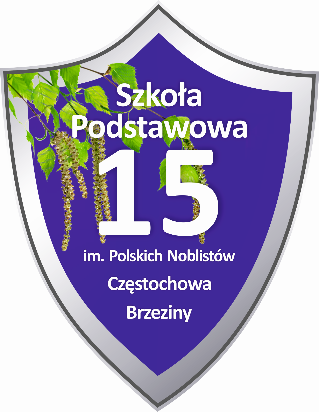 Szkoła
Podstawowa
15
im. Polskich Noblistów
Częstochowa
Brzeziny